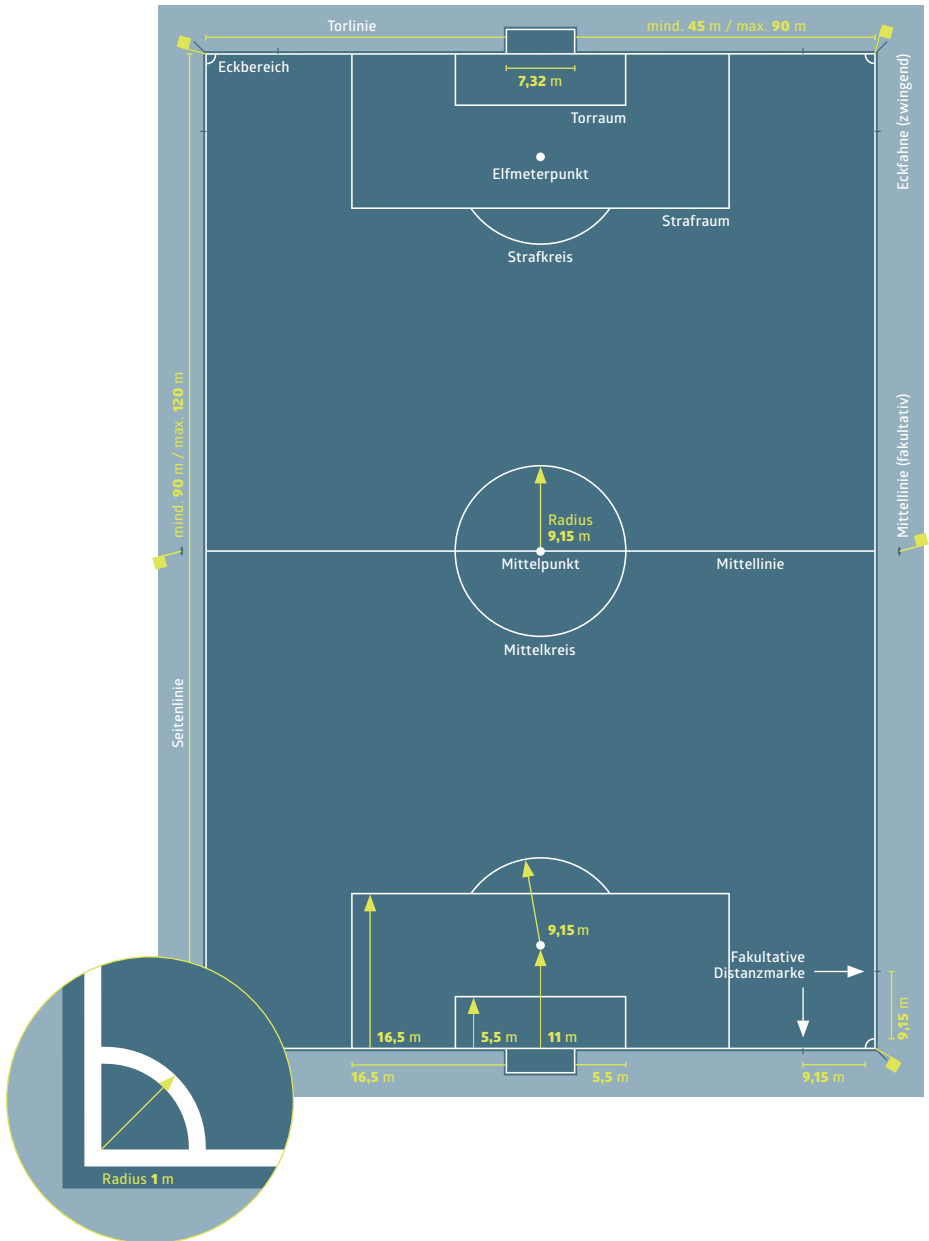 Torlinie
mind. 45 m / max. 90 m
Eckbereich
7,32 m
Torraum
Elfmeterpunkt
Strafraum
Strafkreis
Eckfahne (zwingend)
mind. 90 m / max. 120 m
Mittellinie (fakultativ)
Radius
9,15 m
Mittelpunkt
Mittellinie
Mittelkreis
Seitenlinie
9,15 m
Fakultative
Distanzmarke
9,15 m
16,5 m
5,5 m
11 m
16,5 m
5,5 m
9,15 m
Radius 1 m